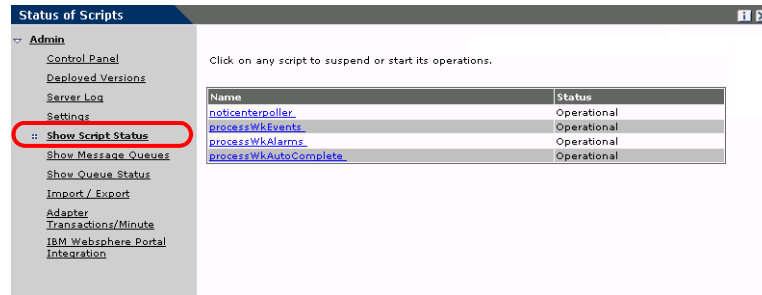 Status of Scripts
Admin
Control Panel
Deployed Versions
Server Log
Settings
Show Script Status
Show Message Queues
Show Queue Status
Import / Export
Adapter
Transactions/Minute
IBM Websphere Portal
Integration
Click on any script to suspend or start its operations.
Name Status
noticenterpoller Operational
processWkEvents Operational
processWkAlarms Operational
processWkAutoComplete Operational